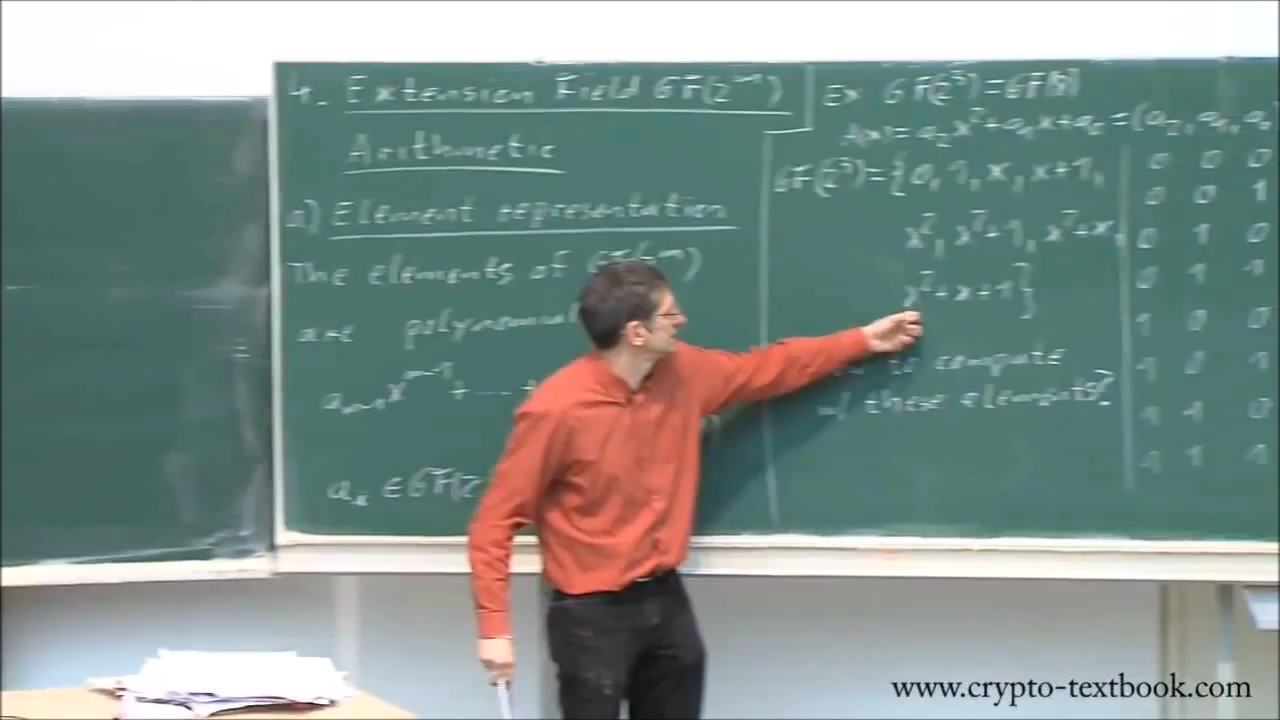 4. Extension Field GF(2^m)
Arithmetic
a) Element representation
The elements of GF(2^m)
are polynomial
a_{m-1}x^{m-1}+...+
a_i ∈ GF(2
Ex GF(2^3)=GF(8)
A(x)=a_2x^2+a_1x+a_0=(a_2,a_1,a_0
GF(2^3)={0,1,x,x+1,
x^2,x^2+1,x^2+x,
x^2+x+1}
to compute
these elements?
0 0 0
0 0 1
0 1 0
0 1 1
1 0 0
1 0 1
1 1 0
1 1 1
www.crypto-textbook.com